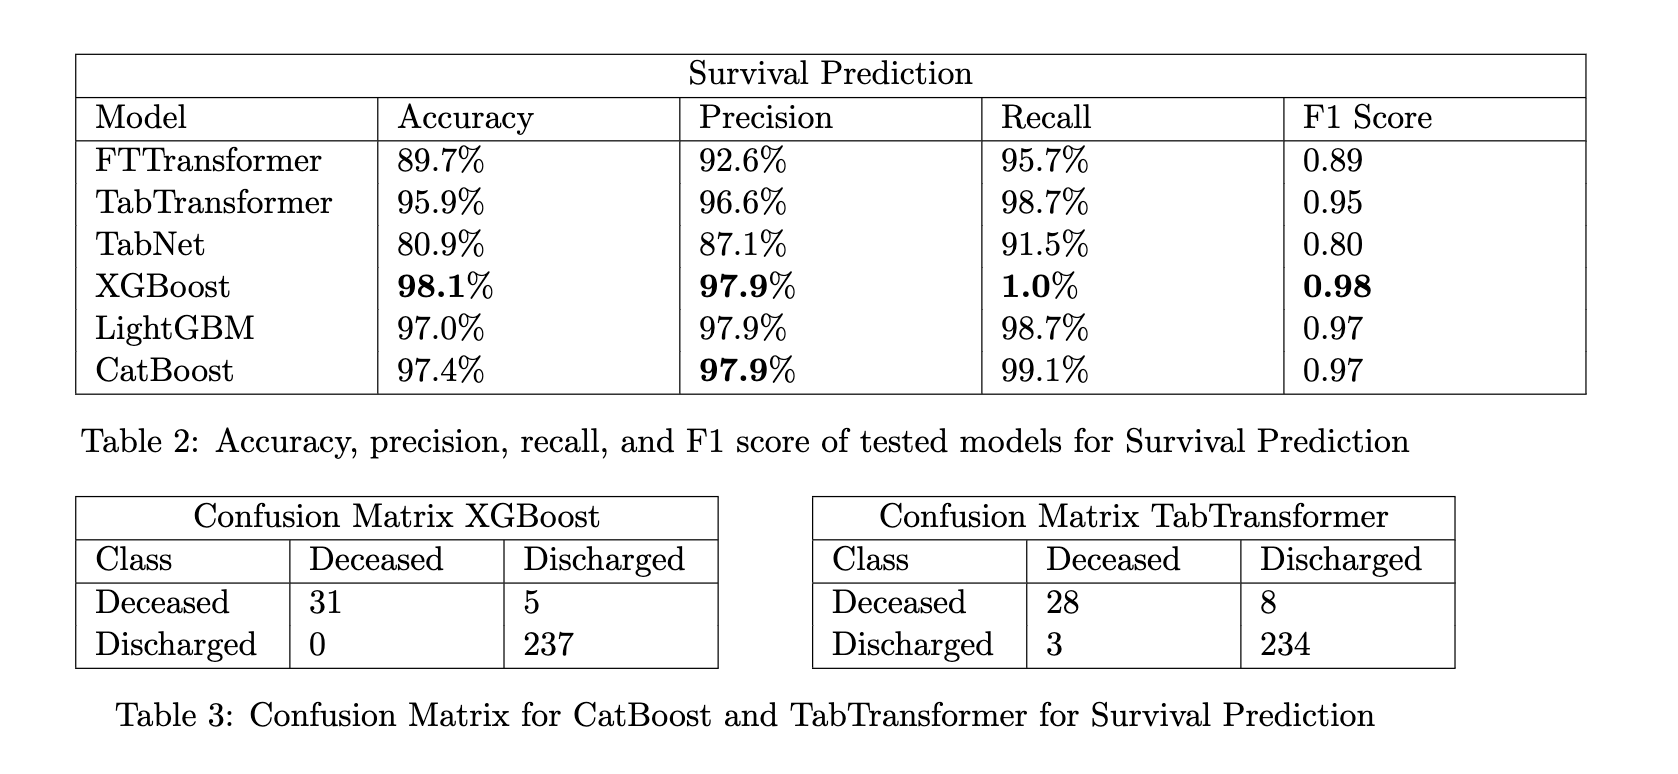 Survival Prediction
Model Accuracy Precision Recall F1 Score
FTTransformer 89.7% 92.6% 95.7% 0.89
TabTransformer 95.9% 96.6% 98.7% 0.95
TabNet 80.9% 87.1% 91.5% 0.80
XGBoost 98.1% 97.9% 1.0% 0.98
LightGBM 97.0% 97.9% 98.7% 0.97
CatBoost 97.4% 97.9% 99.1% 0.97
Table 2: Accuracy, precision, recall, and F1 score of tested models for Survival Prediction
Confusion Matrix XGBoost
Class Deceased Discharged
Deceased 31 5
Discharged 0 237
Confusion Matrix TabTransformer
Class Deceased Discharged
Deceased 28 8
Discharged 3 234
Table 3: Confusion Matrix for CatBoost and TabTransformer for Survival Prediction